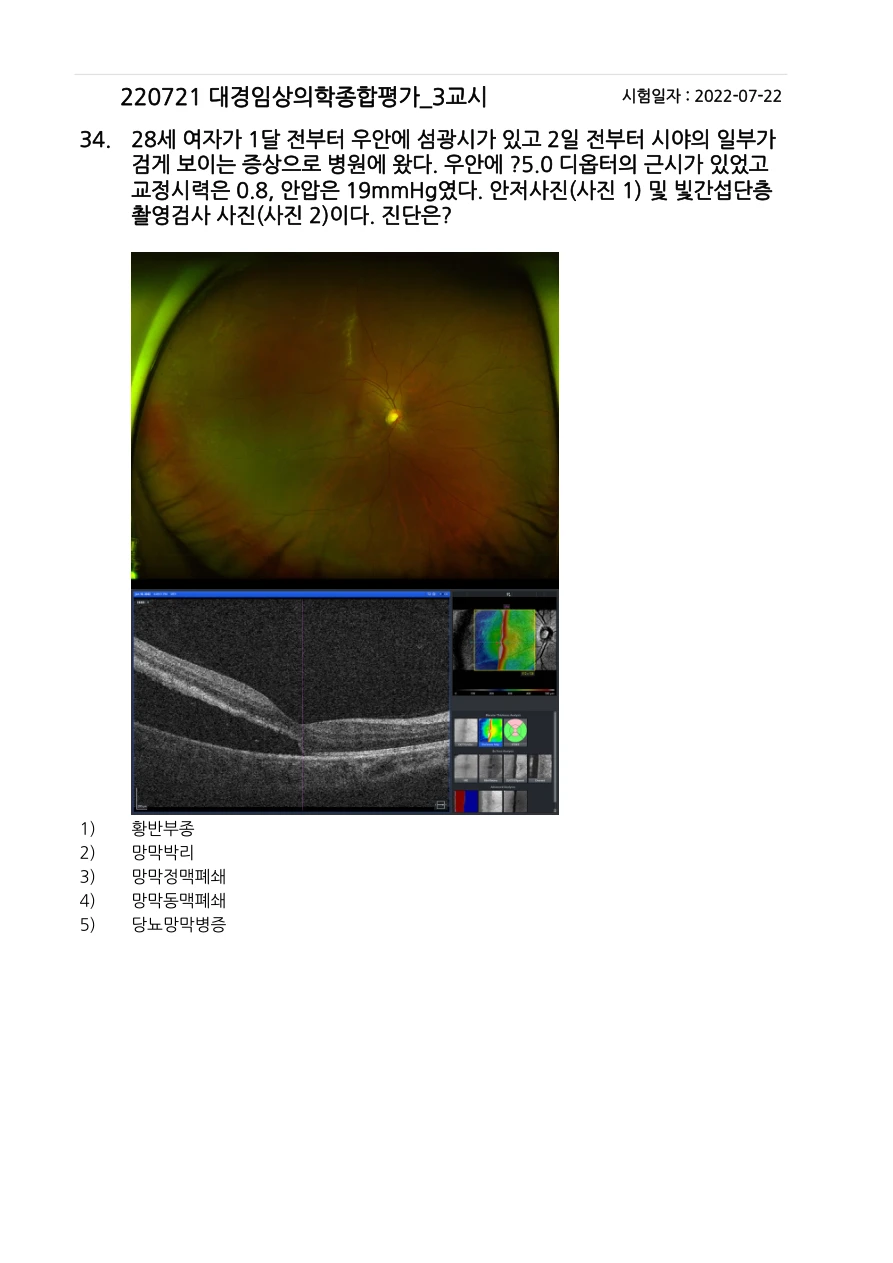 220721 대경임상의학종합평가_3교시
시험일자 : 2022-07-22
34. 28세 여자가 1달 전부터 우안에 섬광시가 있고 2일 전부터 시야의 일부가
검게 보이는 증상으로 병원에 왔다. 우안에 ?5.0 디옵터의 근시가 있었고
교정시력은 0.8, 안압은 19mmHg였다. 안저사진(사진 1) 및 빛간섭단층
촬영검사 사진(사진 2)이다. 진단은?
1) 황반부종
2) 망막박리
3) 망막정맥폐쇄
4) 망막동맥폐쇄
5) 당뇨망막병증